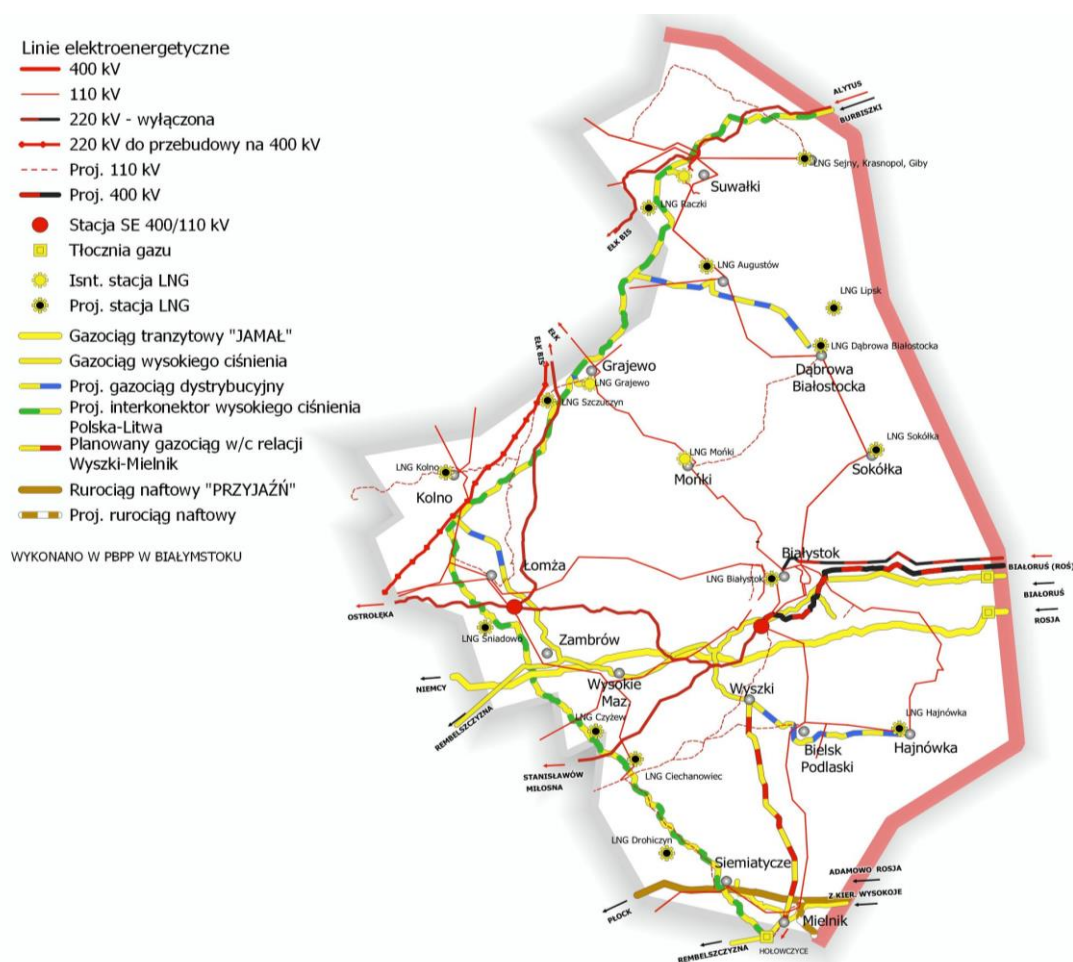 Linie elektroenergetyczne
400 kV
110 kV
220 kV - wyłączona
220 kV do przebudowy na 400 kV
Proj. 110 kV
Proj. 400 kV
Stacja SE 400/110 kV
Tłocznia gazu
Isnt. stacja LNG
Proj. stacja LNG
Gazociąg tranzytowy "JAMAŁ"
Gazociąg wysokiego ciśnienia
Proj. gazociąg dystrybucyjny
Proj. interkonektor wysokiego ciśnienia
Polska-Litwa
Planowany gazociąg w/c relacji
Wyszki-Mielnik
Rurociąg naftowy "PRZYJAŹŃ"
Proj. rurociąg naftowy
WYKONANO W PBPP W BIAŁYMSTOKU
ALYTUS
BURBISZKI
LNG Sejny, Krasnopol, Giby
Suwałki
LNG Raczki
EŁK BIS
LNG Augustów
LNG Lipsk
LNG Dąbrowa Białostocka
Dąbrowa
Białostocka
EŁK
EŁK BIS
Grajewo
LNG Grajewo
LNG Szczuczyn
LNG Sokółka
Sokółka
LNG Mońki
Mońki
LNG Kolno
Kolno
Białystok
LNG Białystok
BIAŁORUŚ (ROŚ)
BIAŁORUŚ
ROSJA
Łomża
OSTROŁĘKA
LNG Śniadowo
Zambrów
Wysokie
Maz.
NIEMCY
REMBELSZCZYZNA
Wyszki
LNG Czyżew
LNG Hajnówka
Hajnówka
Bielsk
Podlaski
STANISŁAWÓW
MIŁOSNA
LNG Ciechanowiec
LNG Drohiczyn
Siemiatycze
ADAMOWO ROSJA
Z KIER. WYSOKOJE
PŁOCK
Mielnik
REMBELSZCZYZNA
HOŁOWCZYCE